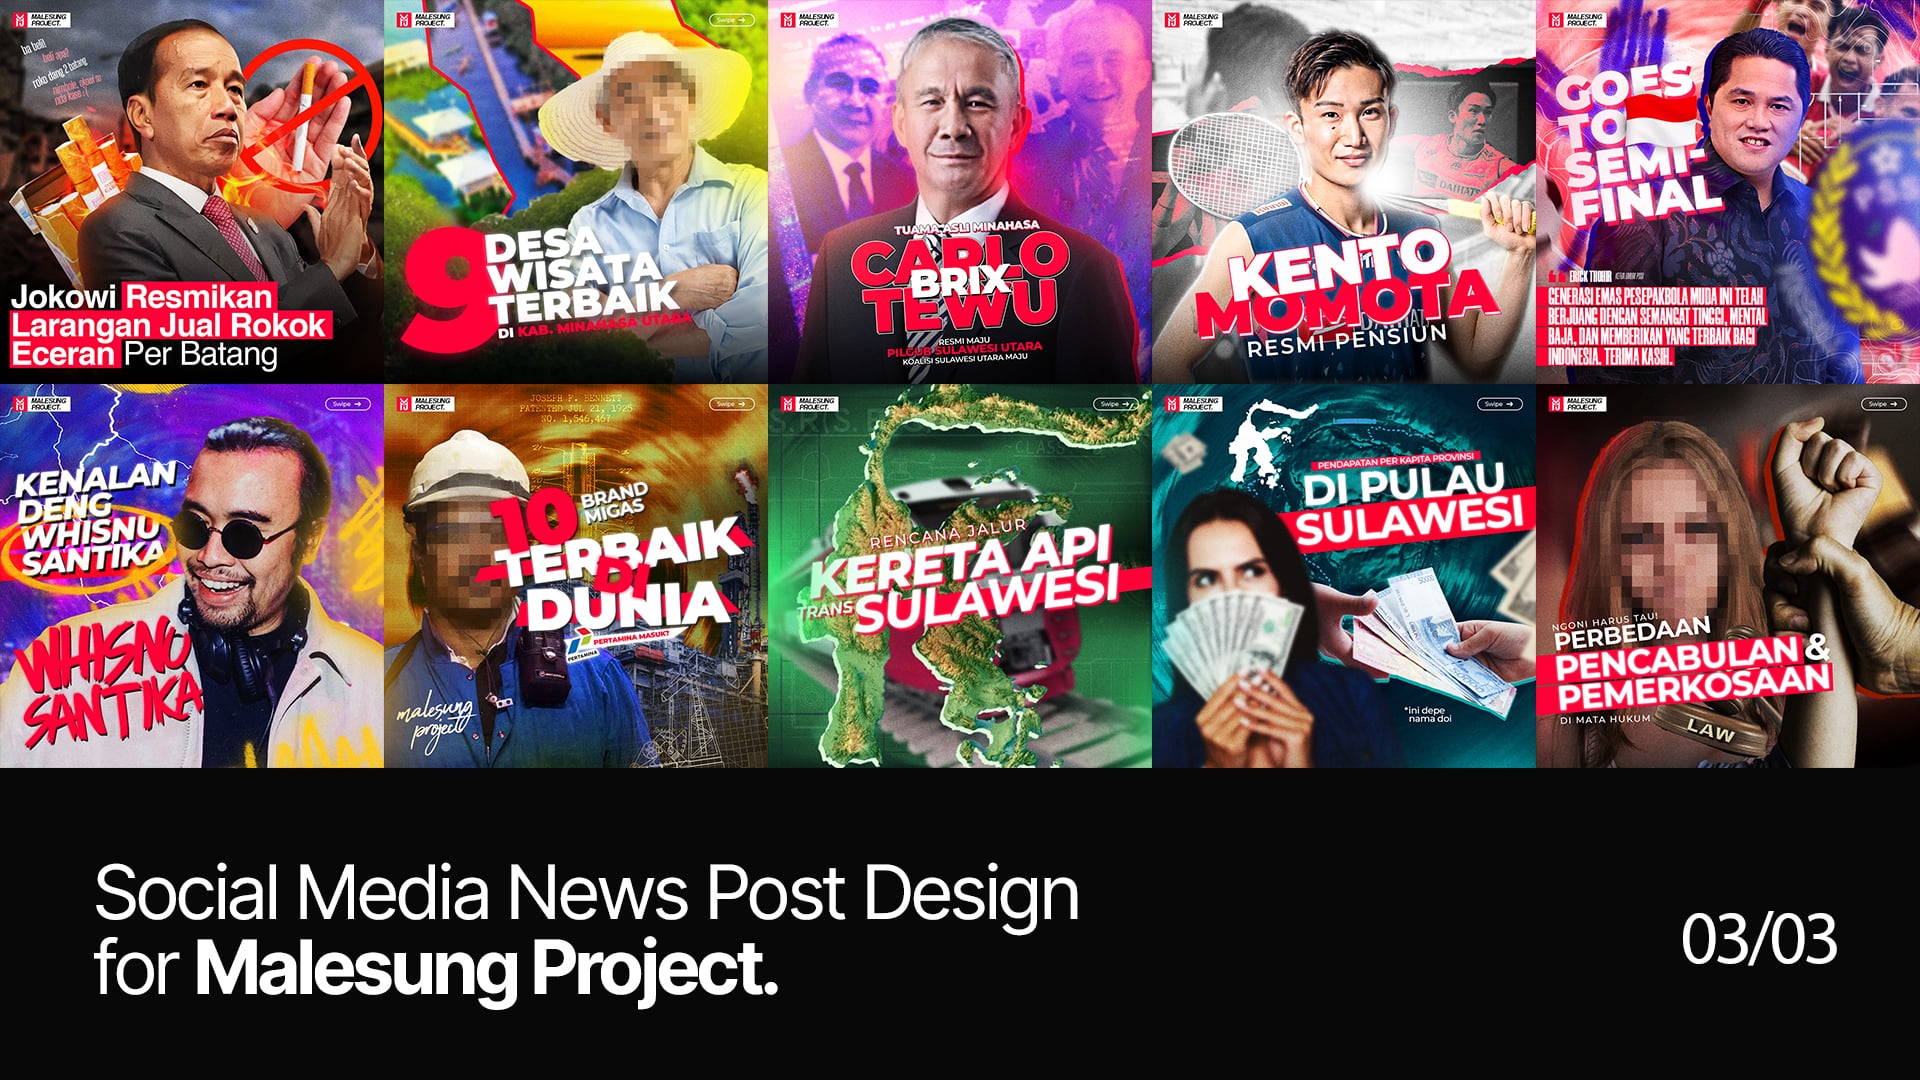 MALESUNG
PROJECT.
ba beli
beli apa?
roko dang 2 batang
nda kase :(
Jokowi Resmikan
Larangan Jual Rokok
Eceran Per Batang
MALESUNG
PROJECT.
Swipe →
9 DESA
WISATA
TERBAIK
DI KAB. MINAHASA UTARA
MALESUNG
PROJECT.
TUAMA ASLI MINAHASA
CARLO
BRIX
TEWU
RESMI MAJU
PILGUB SULAWESI UTARA
KOALISI SULAWESI UTARA MAJU
MALESUNG
PROJECT.
KENTO
MOMOTA
RESMI PENSIUN
MALESUNG
PROJECT.
GOES
TO
SEMI-
FINAL
ERICK THOHIR KETUA UMUM PSSI
GENERASI EMAS PESEPAKBOLA MUDA INI TELAH
BERJUANG DENGAN SEMANGAT TINGGI, MENTAL
BAJA, DAN MEMBERIKAN YANG TERBAIK BAGI
INDONESIA. TERIMA KASIH.
MALESUNG
PROJECT.
Swipe →
KENALAN
DENG
WHISNU
SANTIKA
WHISNU
SANTIKA
MALESUNG
PROJECT.
Swipe →
JOSEPH F. BENNETT
PATENTED JUL 21, 1925
NO. 1,546,467
10 BRAND
MIGAS
TERBAIK
DI
DUNIA
PERTAMINA MASUK?
PERTAMINA
malesung
project
MALESUNG
PROJECT.
Swipe →
RENCANA JALUR
KERETA API
TRANS SULAWESI
MALESUNG
PROJECT.
Swipe →
PENDAPATAN PER KAPITA PROVINSI
DI PULAU
SULAWESI
*ini depe
nama doi
MALESUNG
PROJECT.
Swipe →
NGONI HARUS TAU!
PERBEDAAN
PENCABULAN &
PEMERKOSAAN
DI MATA HUKUM
LAW
Social Media News Post Design
for Malesung Project.
03/03